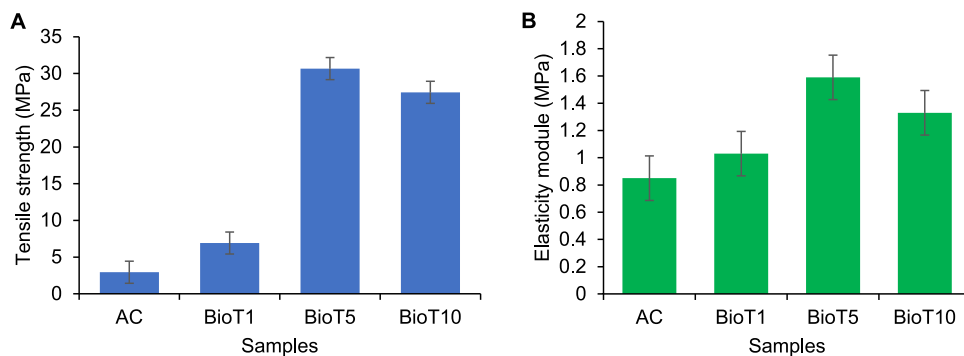 A
Tensile strength (MPa)
35
30
25
20
15
10
5
0
AC BioT1 BioT5 BioT10
Samples
B
Elasticity module (MPa)
2
1.8
1.6
1.4
1.2
1
0.8
0.6
0.4
0.2
0
AC BioT1 BioT5 BioT10
Samples